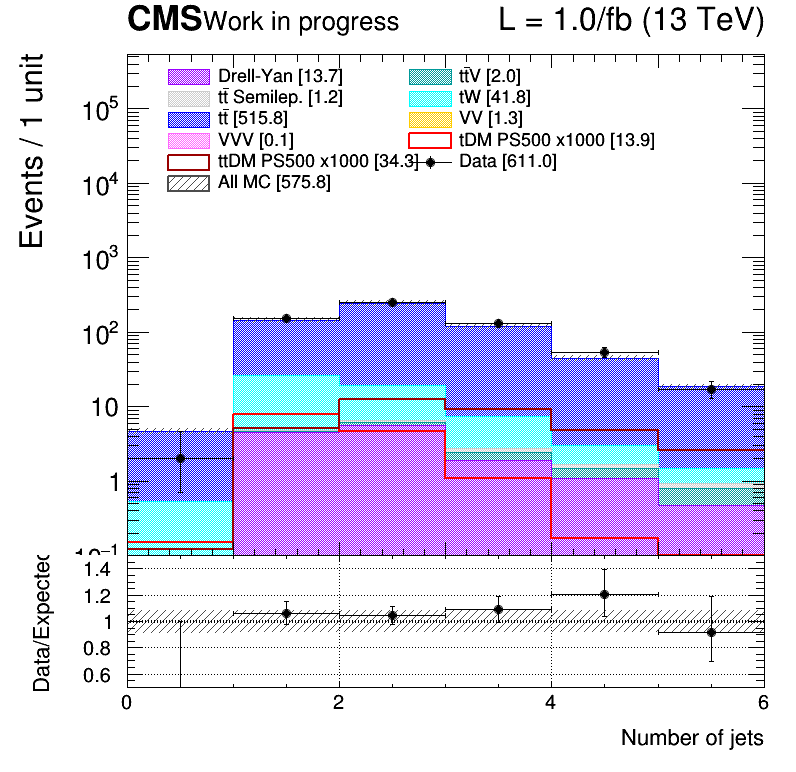 CMS Work in progress L = 1.0/fb (13 TeV)
Events / 1 unit
Drell-Yan [13.7] tt̄V [2.0]
tt̄ Semilep. [1.2] tW [41.8]
tt̄ [515.8] VV [1.3]
VVV [0.1] tDM PS500 x1000 [13.9]
ttDM PS500 x1000 [34.3] Data [611.0]
All MC [575.8]
10⁵
10⁴
10³
10²
10
1
10⁻¹
Data/Expected
1.4
1.2
1
0.8
0.6
0 2 4 6
Number of jets